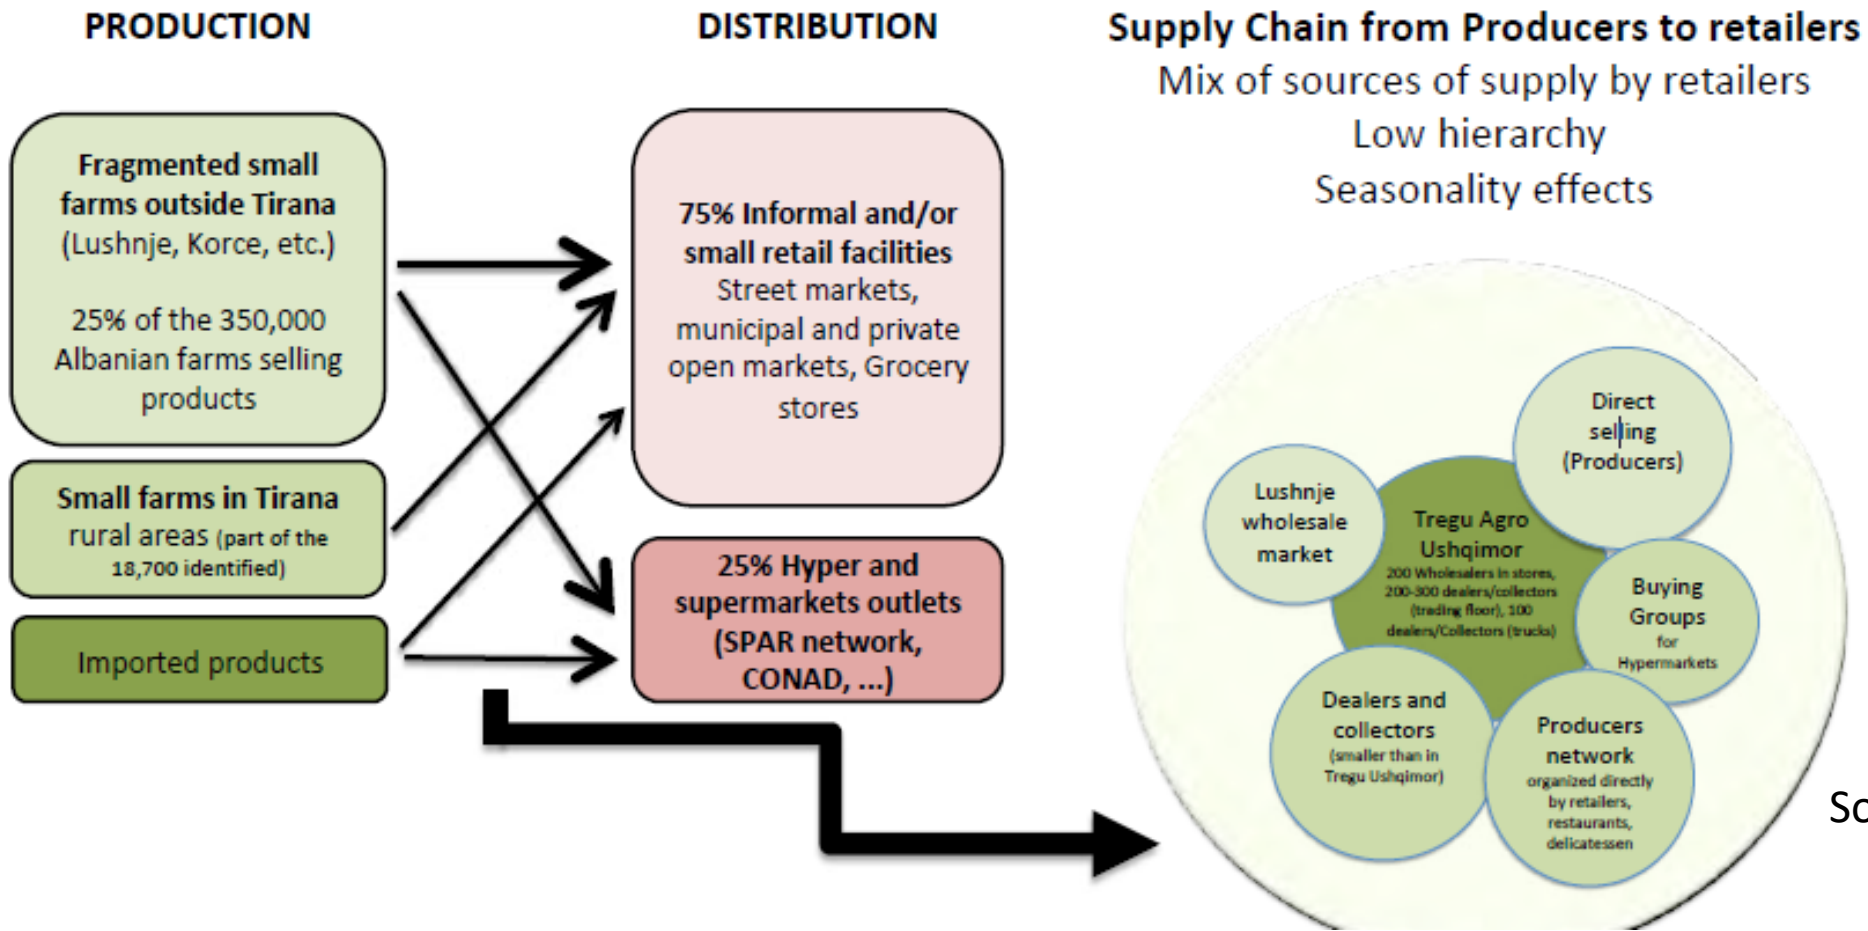 PRODUCTION
Fragmented small
farms outside Tirana
(Lushnje, Korce, etc.)
25% of the 350,000
Albanian farms selling
products
Small farms in Tirana
rural areas (part of the
18,700 identified)
Imported products
DISTRIBUTION
75% Informal and/or
small retail facilities
Street markets,
municipal and private
open markets, Grocery
stores
25% Hyper and
supermarkets outlets
(SPAR network,
CONAD, ...)
Supply Chain from Producers to retailers
Mix of sources of supply by retailers
Low hierarchy
Seasonality effects
Direct
selling
(Producers)
Lushnje
wholesale
market
Tregu Agro
Ushqimor
200 Wholesalers in stores,
200-300 dealers/collectors
(trading floor), 100
dealers/Collectors (trucks)
Buying
Groups
for
Hypermarkets
Dealers and
collectors
(smaller than in
Tregu Ushqimor)
Producers
network
organized directly
by retailers,
restaurants,
delicatessen
So